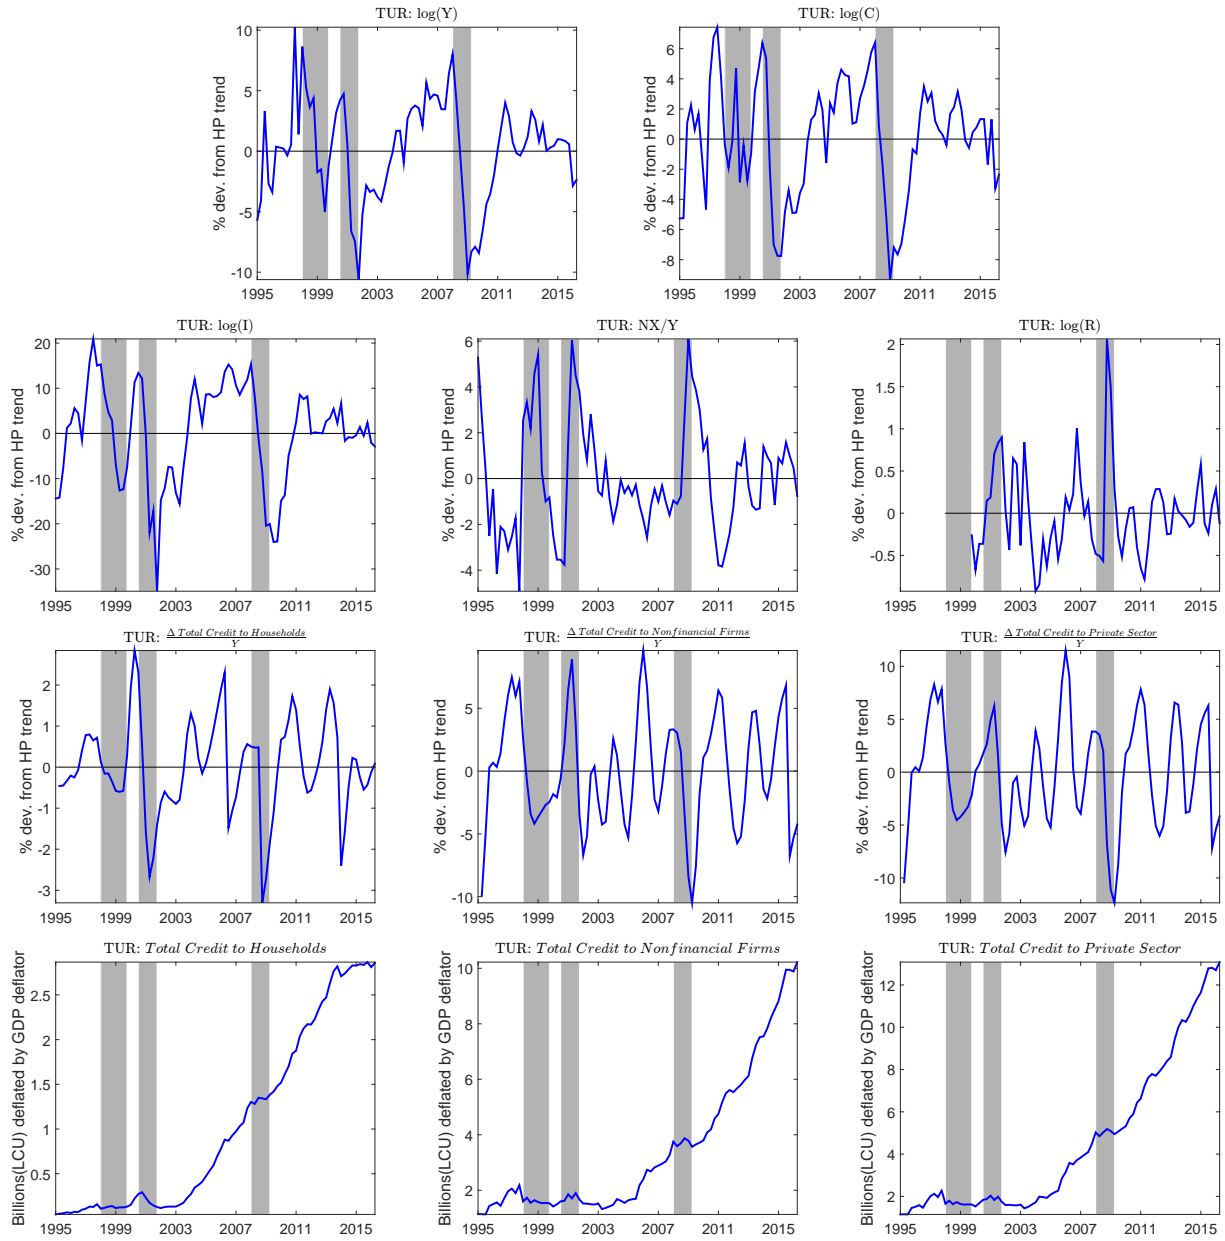 TUR: log(Y)
% dev. from HP trend
10
5
0
-5
-10
1995 1999 2003 2007 2011 2015
TUR: log(C)
% dev. from HP trend
6
4
2
0
-2
-4
-6
-8
1995 1999 2003 2007 2011 2015
TUR: log(I)
% dev. from HP trend
20
10
0
-10
-20
-30
1995 1999 2003 2007 2011 2015
TUR: NX/Y
% dev. from HP trend
6
4
2
0
-2
-4
1995 1999 2003 2007 2011 2015
TUR: log(R)
% dev. from HP trend
2
1.5
1
0.5
0
-0.5
1995 1999 2003 2007 2011 2015
TUR: Δ Total Credit to Households
Y
% dev. from HP trend
2
1
0
-1
-2
-3
1995 1999 2003 2007 2011 2015
TUR: Δ Total Credit to Nonfinancial Firms
Y
% dev. from HP trend
5
0
-5
-10
1995 1999 2003 2007 2011 2015
TUR: Δ Total Credit to Private Sector
Y
% dev. from HP trend
10
5
0
-5
-10
1995 1999 2003 2007 2011 2015
TUR: Total Credit to Households
Billions(LCU) deflated by GDP deflator
2.5
2
1.5
1
0.5
1995 1999 2003 2007 2011 2015
TUR: Total Credit to Nonfinancial Firms
Billions(LCU) deflated by GDP deflator
10
8
6
4
2
1995 1999 2003 2007 2011 2015
TUR: Total Credit to Private Sector
Billions(LCU) deflated by GDP deflator
12
10
8
6
4
2
1995 1999 2003 2007 2011 2015